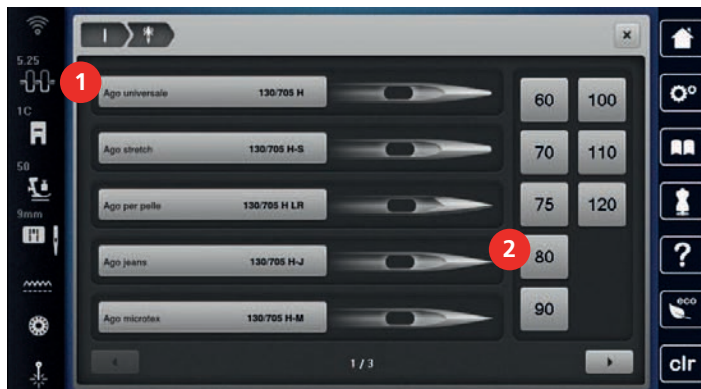 ×
5.25
1
Ago universale 130/705 H
60 100
1C
Ago stretch 130/705 H-S
70 110
50
Ago per pelle 130/705 H LR
75 120
9mm
2
Ago jeans 130/705 H-J
80
?
Ago microtex 130/705 H-M
90
eco
1 / 3
clr